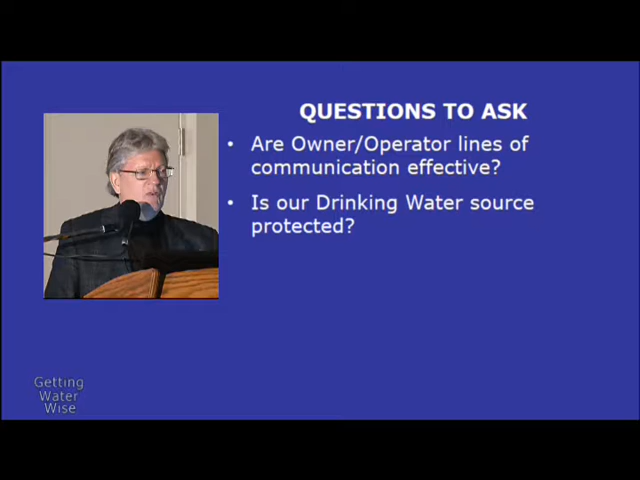 QUESTIONS TO ASK
• Are Owner/Operator lines of
communication effective?
• Is our Drinking Water source
protected?
Getting
Water
Wise